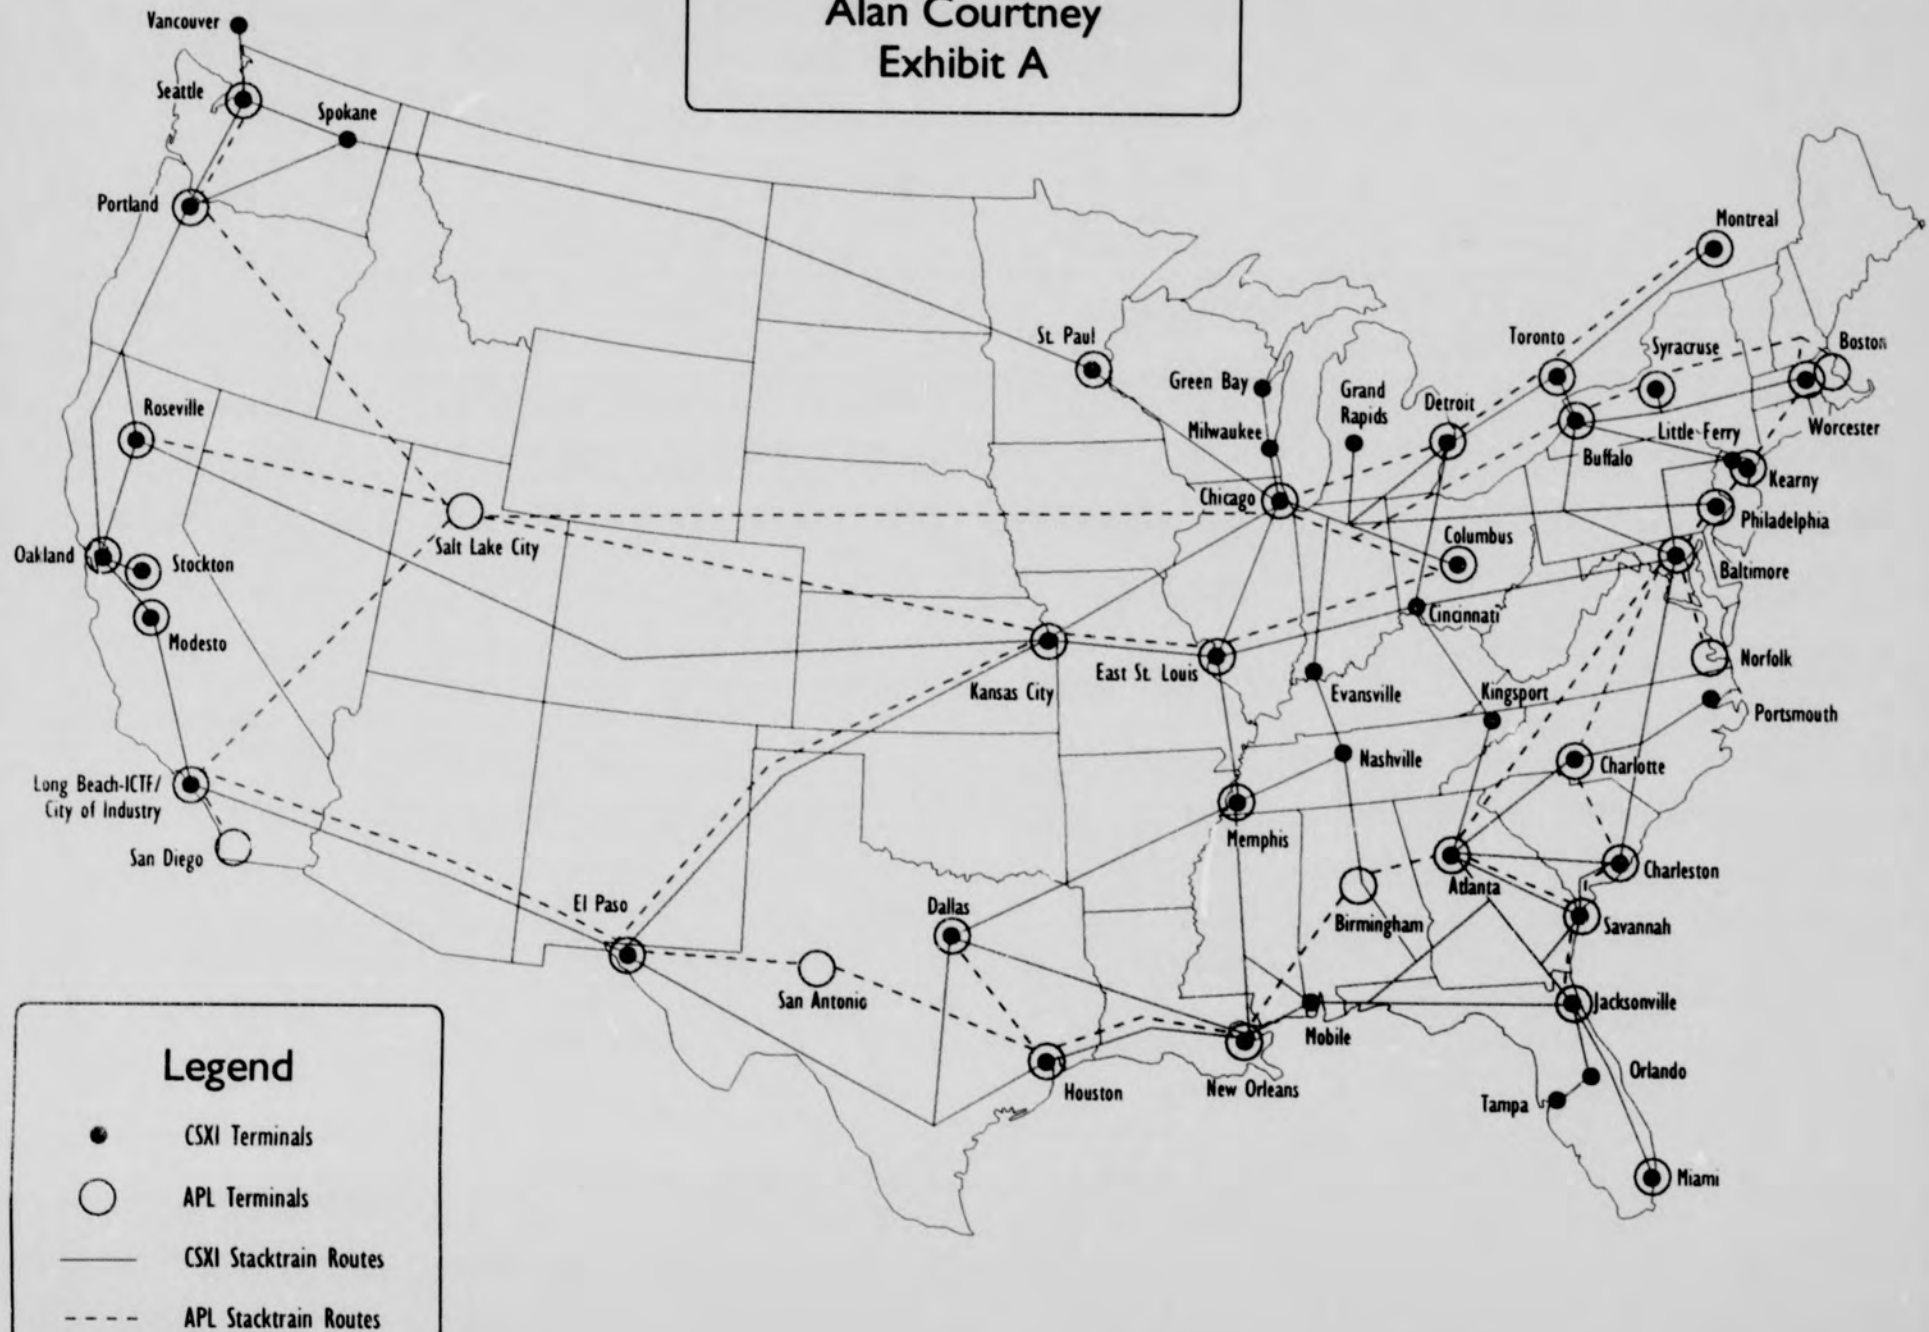 Alan Courtney
Exhibit A
Vancouver
Seattle
Spokane
Portland
Montreal
St. Paul
Toronto
Syracruse
Boston
Green Bay
Grand
Rapids
Detroit
Roseville
Milwaukee
Little Ferry
Worcester
Buffalo
Kearny
Chicago
Philadelphia
Salt Lake City
Columbus
Oakland
Stockton
Baltimore
Cincinnati
Modesto
East St. Louis
Norfolk
Kansas City
Evansville
Kingsport
Portsmouth
Nashville
Charlotte
Long Beach-ICTF/
City of Industry
Memphis
San Diego
Atlanta
Charleston
El Paso
Dallas
Birmingham
Savannah
San Antonio
Jacksonville
Mobile
Houston
New Orleans
Orlando
Tampa
Miami
Legend
CSXI Terminals
APL Terminals
CSXI Stacktrain Routes
APL Stacktrain Routes